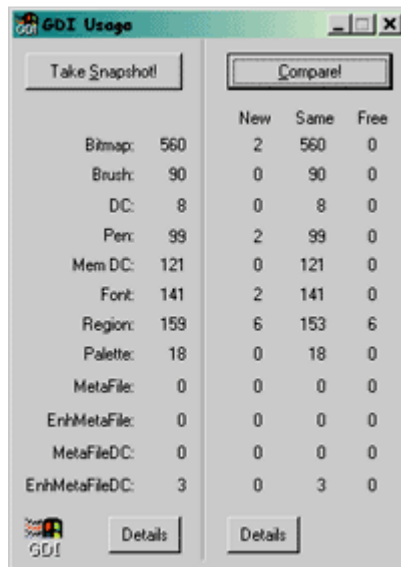 GDI GDI Usage
Take Snapshot! Compare!
New Same Free
Bitmap: 560 2 560 0
Brush: 90 0 90 0
DC: 8 0 8 0
Pen: 99 2 99 0
Mem DC: 121 0 121 0
Font: 141 2 141 0
Region: 159 6 153 6
Palette: 18 0 18 0
MetaFile: 0 0 0 0
EnhMetaFile: 0 0 0 0
MetaFileDC: 0 0 0 0
EnhMetaFileDC: 3 0 3 0
GDI Details Details